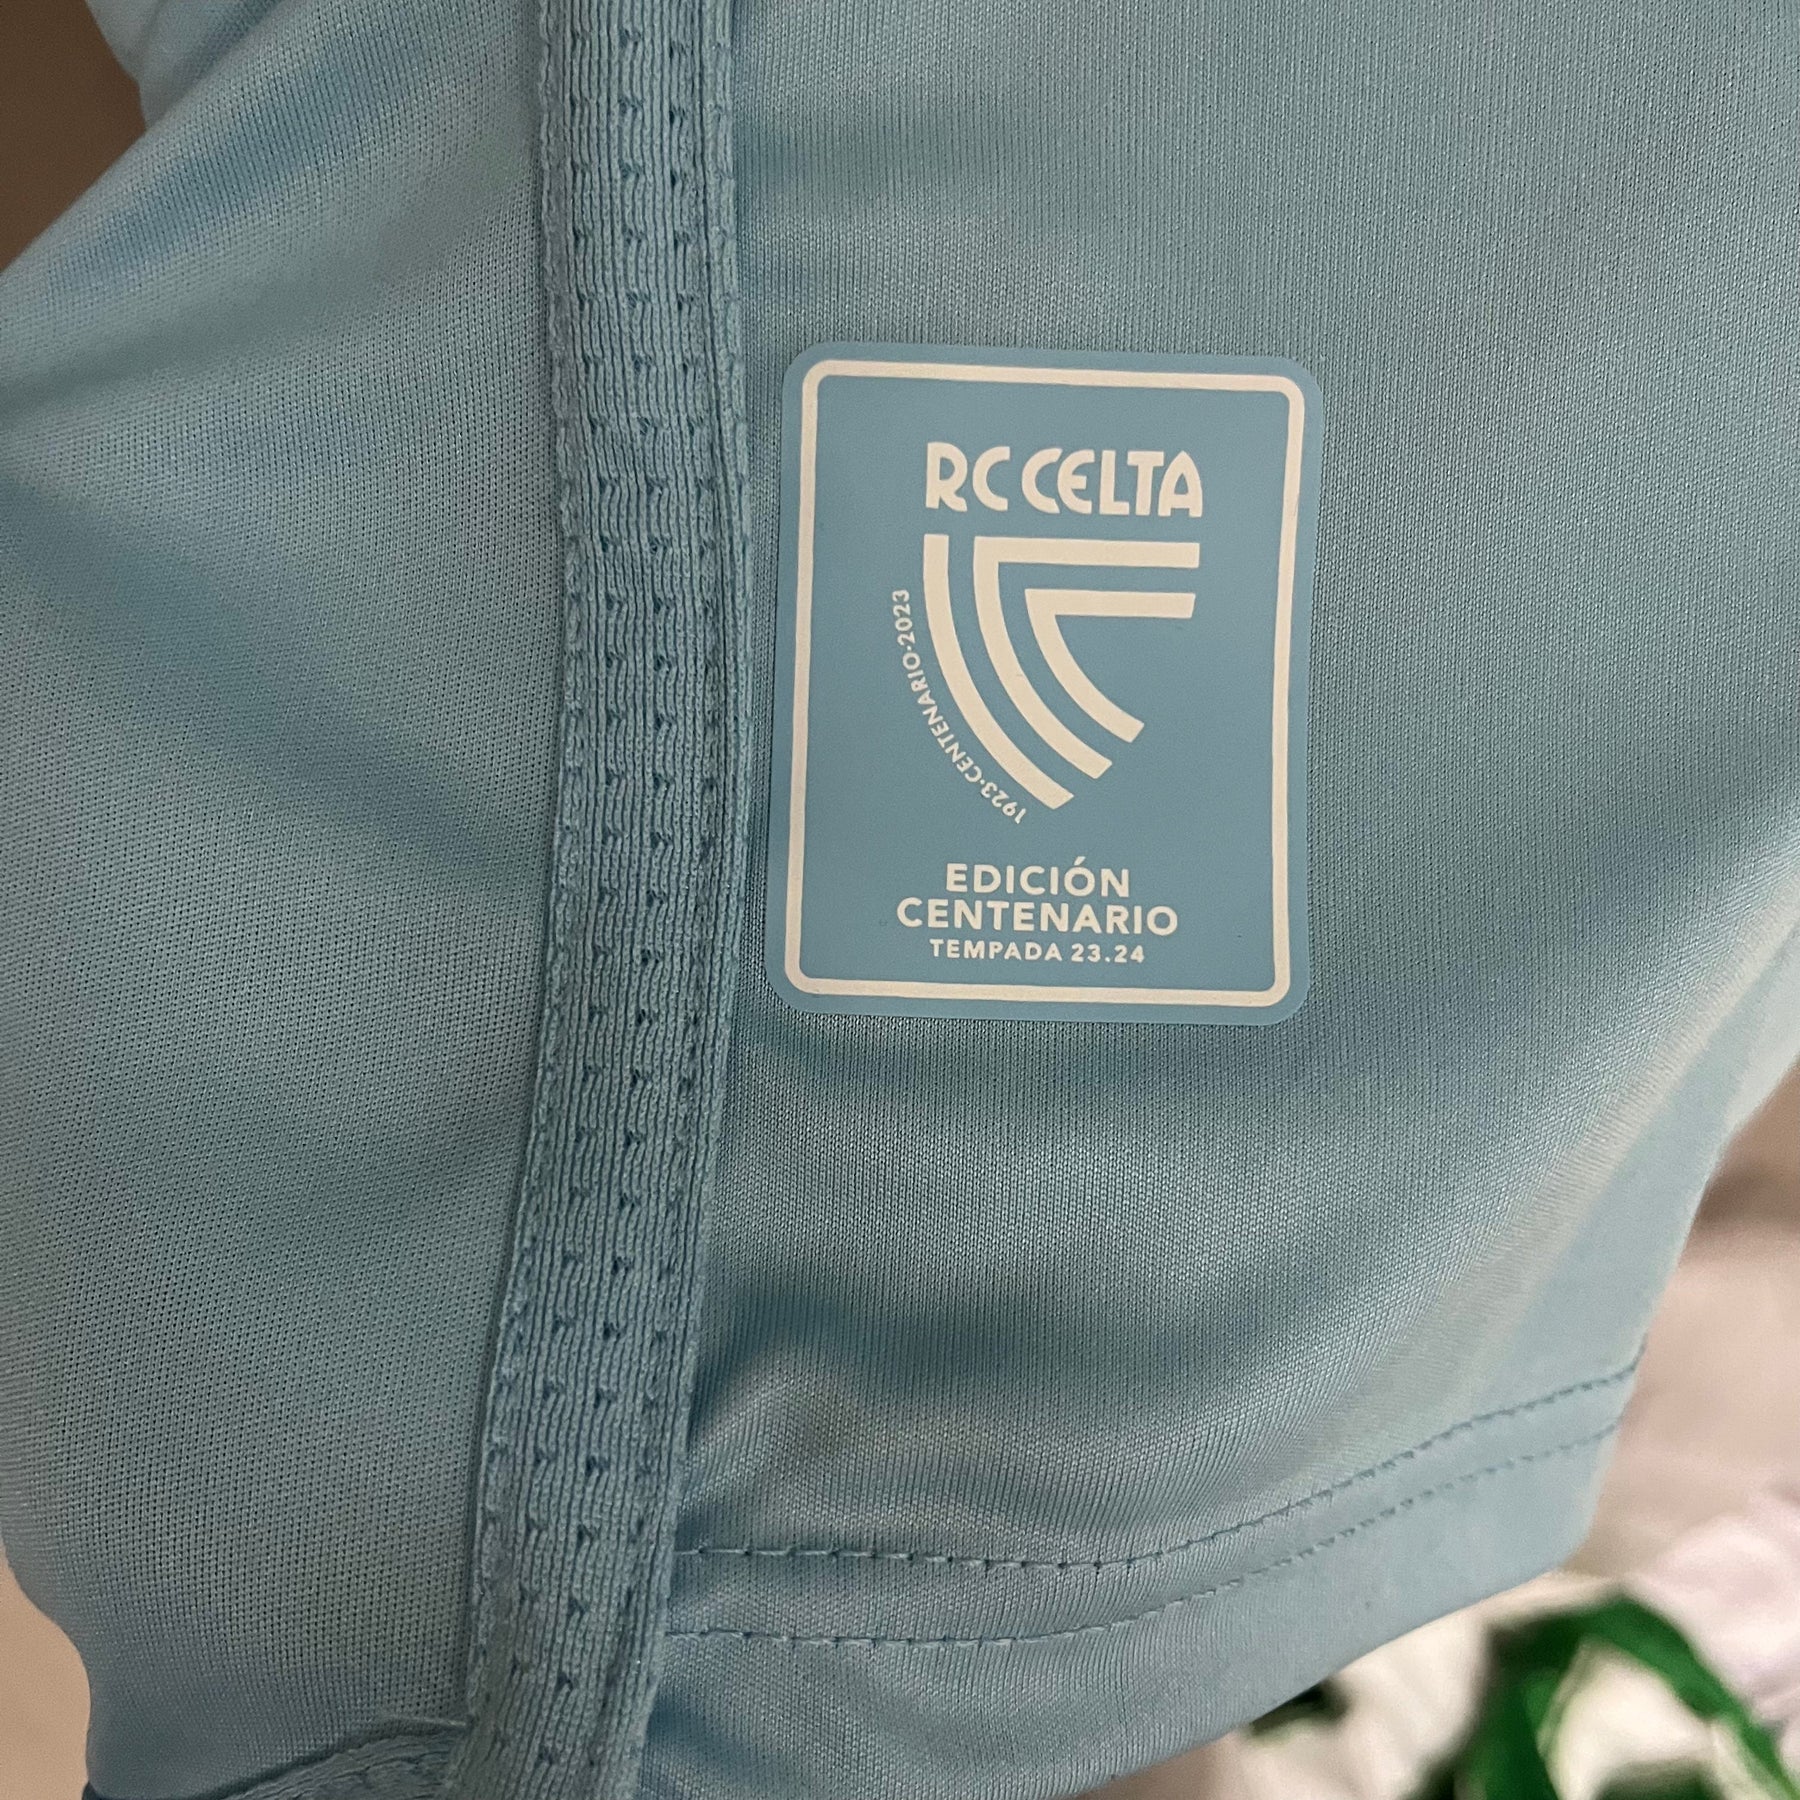 RC CELTA
1923·CENTENARIO·2023
EDICIÓN
CENTENARIO
TEMPADA 23.24